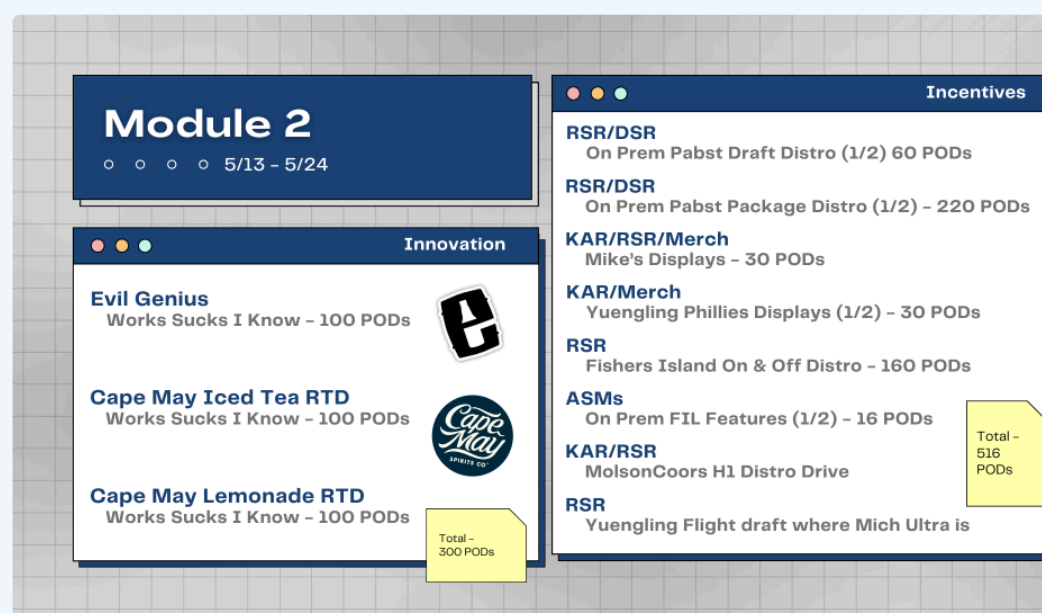 Module 2
5/13 - 5/24
Innovation
Evil Genius
Works Sucks I Know - 100 PODs
Cape May Iced Tea RTD
Works Sucks I Know - 100 PODs
Cape May
SPIRITS CO
Cape May Lemonade RTD
Works Sucks I Know - 100 PODs
Total -
300 PODs
Incentives
RSR/DSR
On Prem Pabst Draft Distro (1/2) 60 PODs
RSR/DSR
On Prem Pabst Package Distro (1/2) - 220 PODs
KAR/RSR/Merch
Mike's Displays - 30 PODs
KAR/Merch
Yuengling Phillies Displays (1/2) - 30 PODs
RSR
Fishers Island On & Off Distro - 160 PODs
ASMs
On Prem FIL Features (1/2) - 16 PODs
KAR/RSR
MolsonCoors H1 Distro Drive
RSR
Yuengling Flight draft where Mich Ultra is
Total -
516
PODs